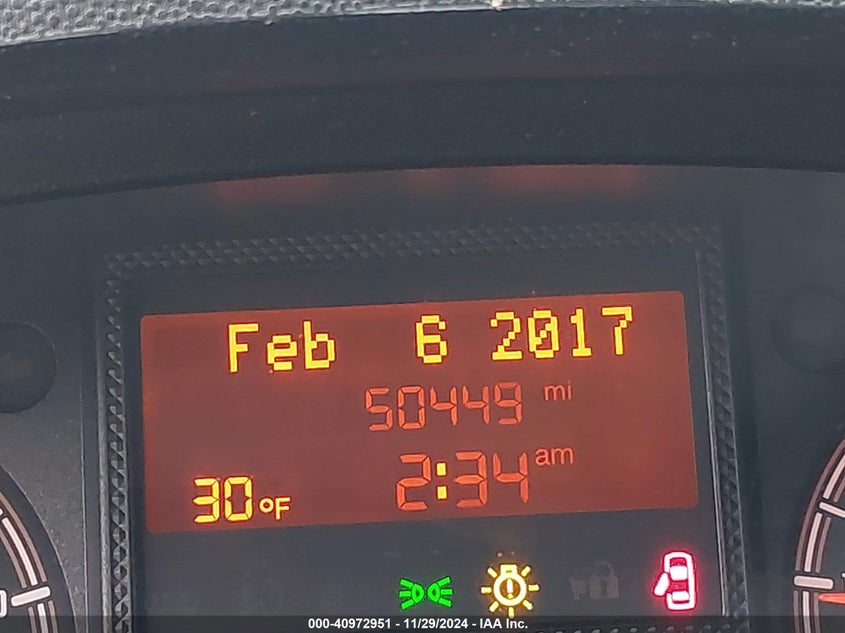 Feb 6 2017
50449 mi
2:34 am
30°F
000-40972951 - 11/29/2024 - IAA Inc.